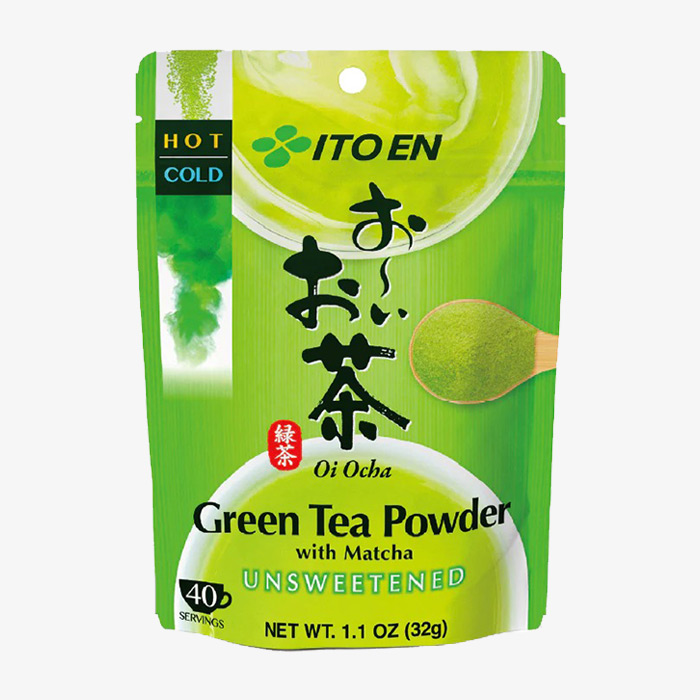 HOT
COLD
ITO EN
お～い
お茶
緑茶
Oi Ocha
Green Tea Powder
with Matcha
UNSWEETENED
40
SERVINGS
NET WT. 1.1 OZ (32g)